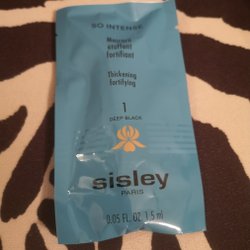 SO INTENSE
Mascara
étoffant
fortifiant
Thickening
fortifying
1
DEEP BLACK
sisley
PARIS
0.05 FL. OZ 1.5 ml